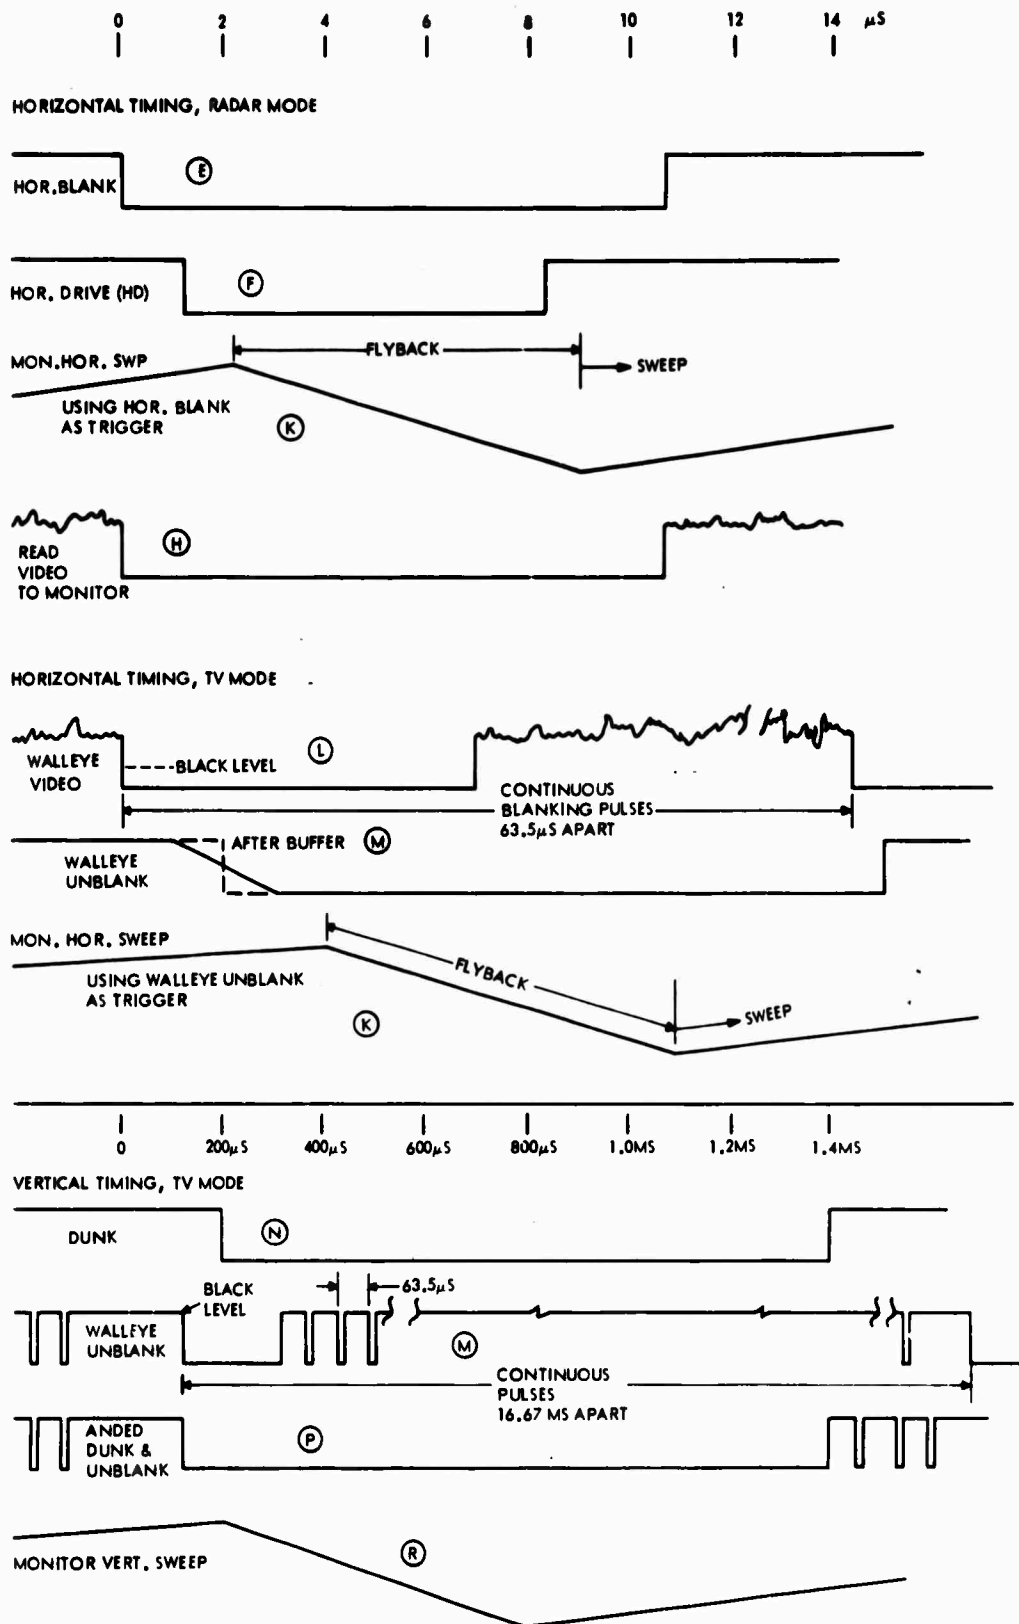 0 2 4 6 8 10 12 14 μS
HORIZONTAL TIMING, RADAR MODE
E
HOR. BLANK
F
HOR. DRIVE (HD)
FLYBACK
MON. HOR. SWP
SWEEP
USING HOR. BLANK
AS TRIGGER
K
H
READ
VIDEO
TO MONITOR
HORIZONTAL TIMING, TV MODE
L
WALLEYE
VIDEO
BLACK LEVEL
CONTINUOUS
BLANKING PULSES
63.5μS APART
AFTER BUFFER
M
WALLEYE
UNBLANK
MON. HOR. SWEEP
FLYBACK
USING WALLEYE UNBLANK
AS TRIGGER
SWEEP
K
0 200μS 400μS 600μS 800μS 1.0MS 1.2MS 1.4MS
VERTICAL TIMING, TV MODE
DUNK
N
BLACK
LEVEL
63.5μS
WALLEYE
UNBLANK
M
CONTINUOUS
PULSES
16.67 MS APART
ANDED
DUNK &
UNBLANK
P
MONITOR VERT. SWEEP
R